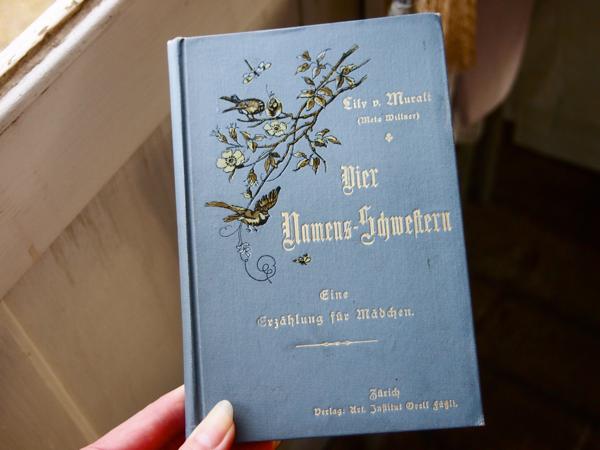 Lily v. Muralt
(Meta Willner)
Vier
Namens-Schwestern
Eine
Erzählung für Mädchen.
Zürich
Verlag: Art. Institut Orell Füßli.